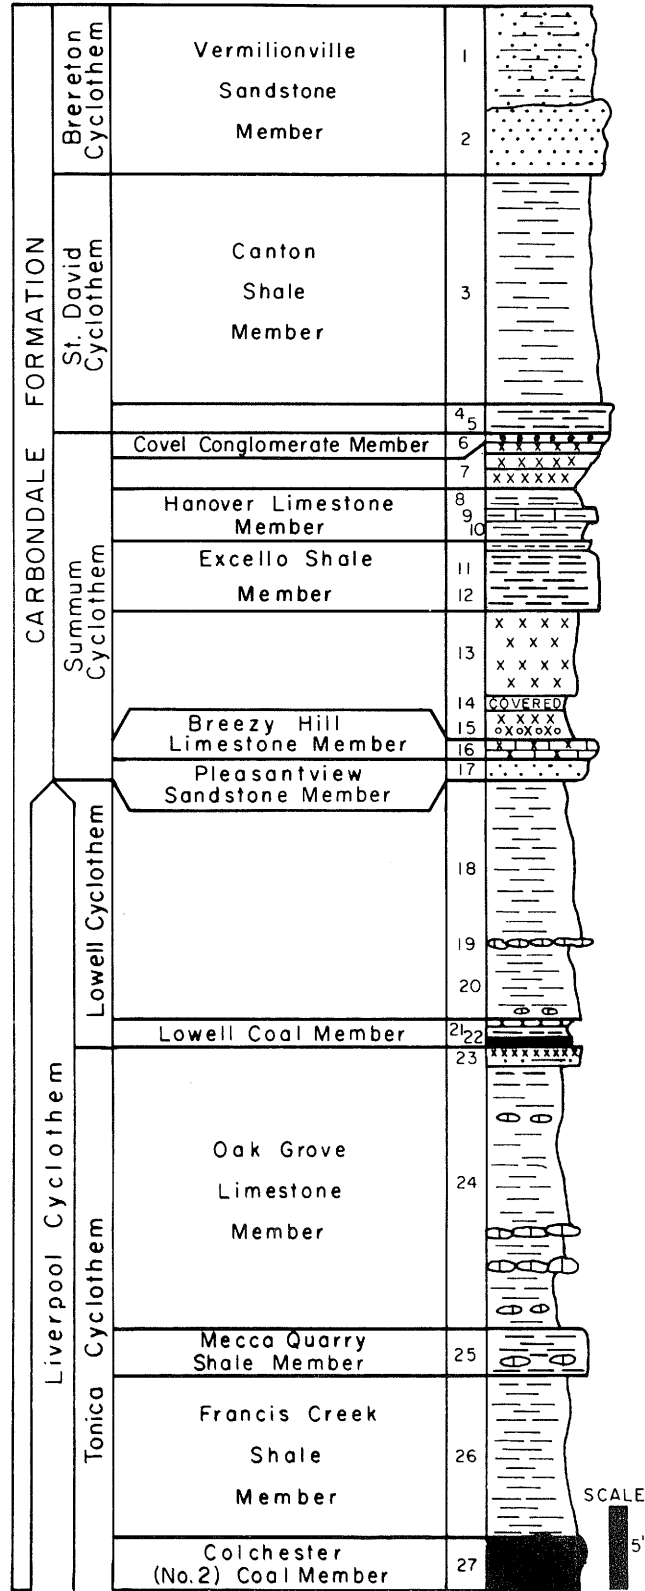 CARBONDALE FORMATION
Brereton
Cyclothem
Vermilionville
Sandstone
Member
1
2
St. David
Cyclothem
Canton
Shale
Member
3
4
5
Summum
Cyclothem
Covel Conglomerate Member
6
7
Hanover Limestone
Member
8
9
10
Excello Shale
Member
11
12
13
14
COVERED
15
Breezy Hill
Limestone Member
16
Pleasantview
Sandstone Member
17
Liverpool Cyclothem
Lowell Cyclothem
18
19
20
Lowell Coal Member
21
22
Tonica Cyclothem
23
Oak Grove
Limestone
Member
24
Mecca Quarry
Shale Member
25
Francis Creek
Shale
Member
26
Colchester
(No. 2) Coal Member
27
SCALE
5'